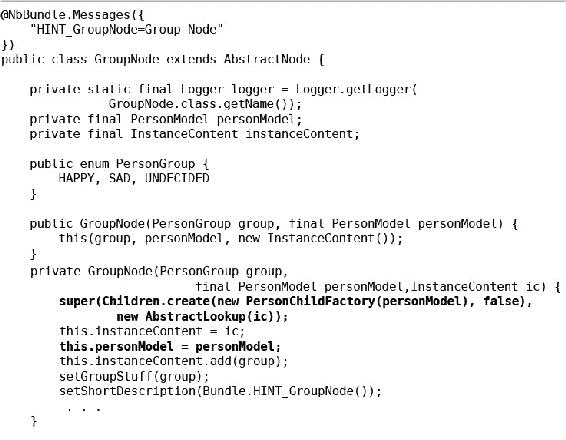 @NbBundle.Messages({
    "HINT_GroupNode=Group Node"
})
public class GroupNode extends AbstractNode {

    private static final Logger logger = Logger.getLogger(
               GroupNode.class.getName());
    private final PersonModel personModel;
    private final InstanceContent instanceContent;

    public enum PersonGroup {
        HAPPY, SAD, UNDECIDED
    }

    public GroupNode(PersonGroup group, final PersonModel personModel) {
        this(group, personModel, new InstanceContent());
    }
    private GroupNode(PersonGroup group,
                           final PersonModel personModel,InstanceContent ic) {
        super(Children.create(new PersonChildFactory(personModel), false),
                new AbstractLookup(ic));
        this.instanceContent = ic;
        this.personModel = personModel;
        this.instanceContent.add(group);
        setGroupStuff(group);
        setShortDescription(Bundle.HINT_GroupNode());
         . . .
    }